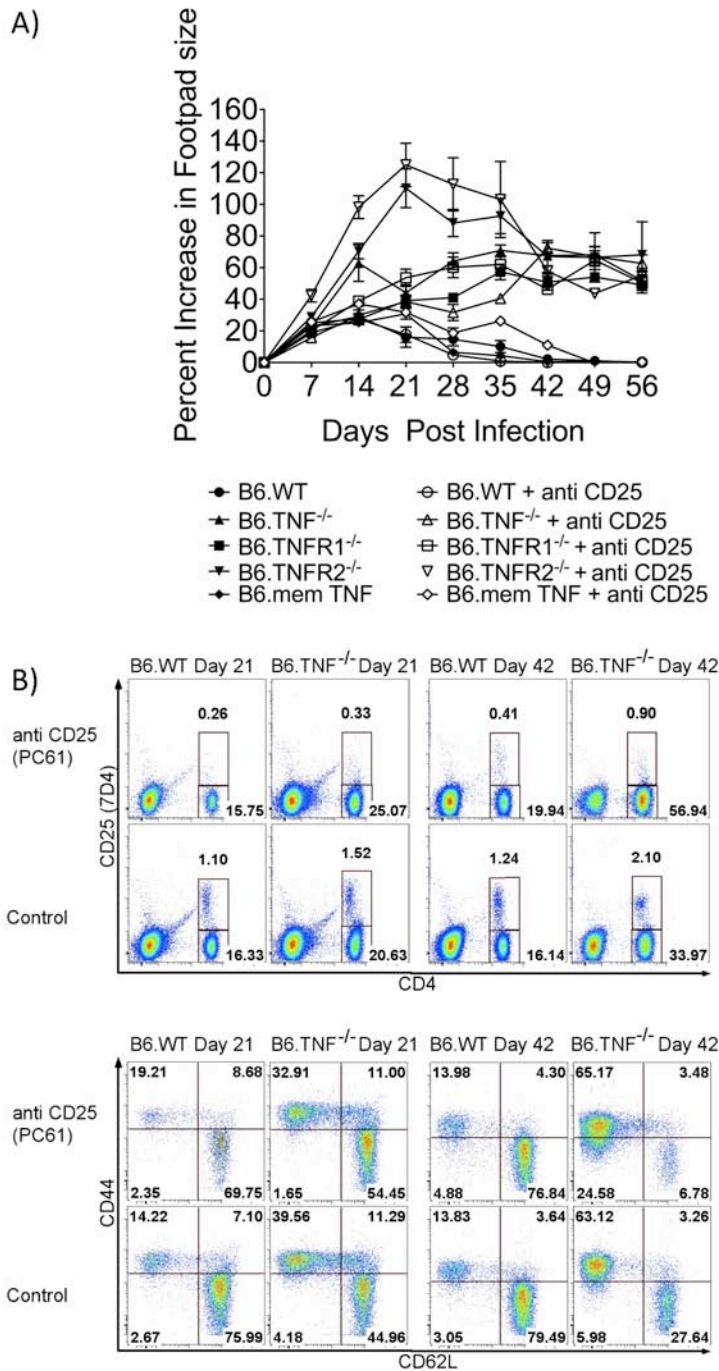 A)
Percent Increase in Footpad size
160
140
120
100
80
60
40
20
0
0 7 14 21 28 35 42 49 56
Days Post Infection
B6.WT
B6.TNF-/-
B6.TNFR1-/-
B6.TNFR2-/-
B6.mem TNF
B6.WT + anti CD25
B6.TNF-/- + anti CD25
B6.TNFR1-/- + anti CD25
B6.TNFR2-/- + anti CD25
B6.mem TNF + anti CD25
B)
B6.WT Day 21 B6.TNF-/- Day 21 B6.WT Day 42 B6.TNF-/- Day 42
anti CD25
(PC61)
0.26 0.33 0.41 0.90
15.75 25.07 19.94 56.94
CD25 (7D4)
Control
1.10 1.52 1.24 2.10
16.33 20.63 16.14 33.97
CD4
B6.WT Day 21 B6.TNF-/- Day 21 B6.WT Day 42 B6.TNF-/- Day 42
anti CD25
(PC61)
19.21 8.68 32.91 11.00 13.98 4.30 65.17 3.48
2.35 69.75 1.65 54.45 4.88 76.84 24.58 6.78
CD44
Control
14.22 7.10 39.56 11.29 13.83 3.64 63.12 3.26
2.67 75.99 4.18 44.96 3.05 79.49 5.98 27.64
CD62L